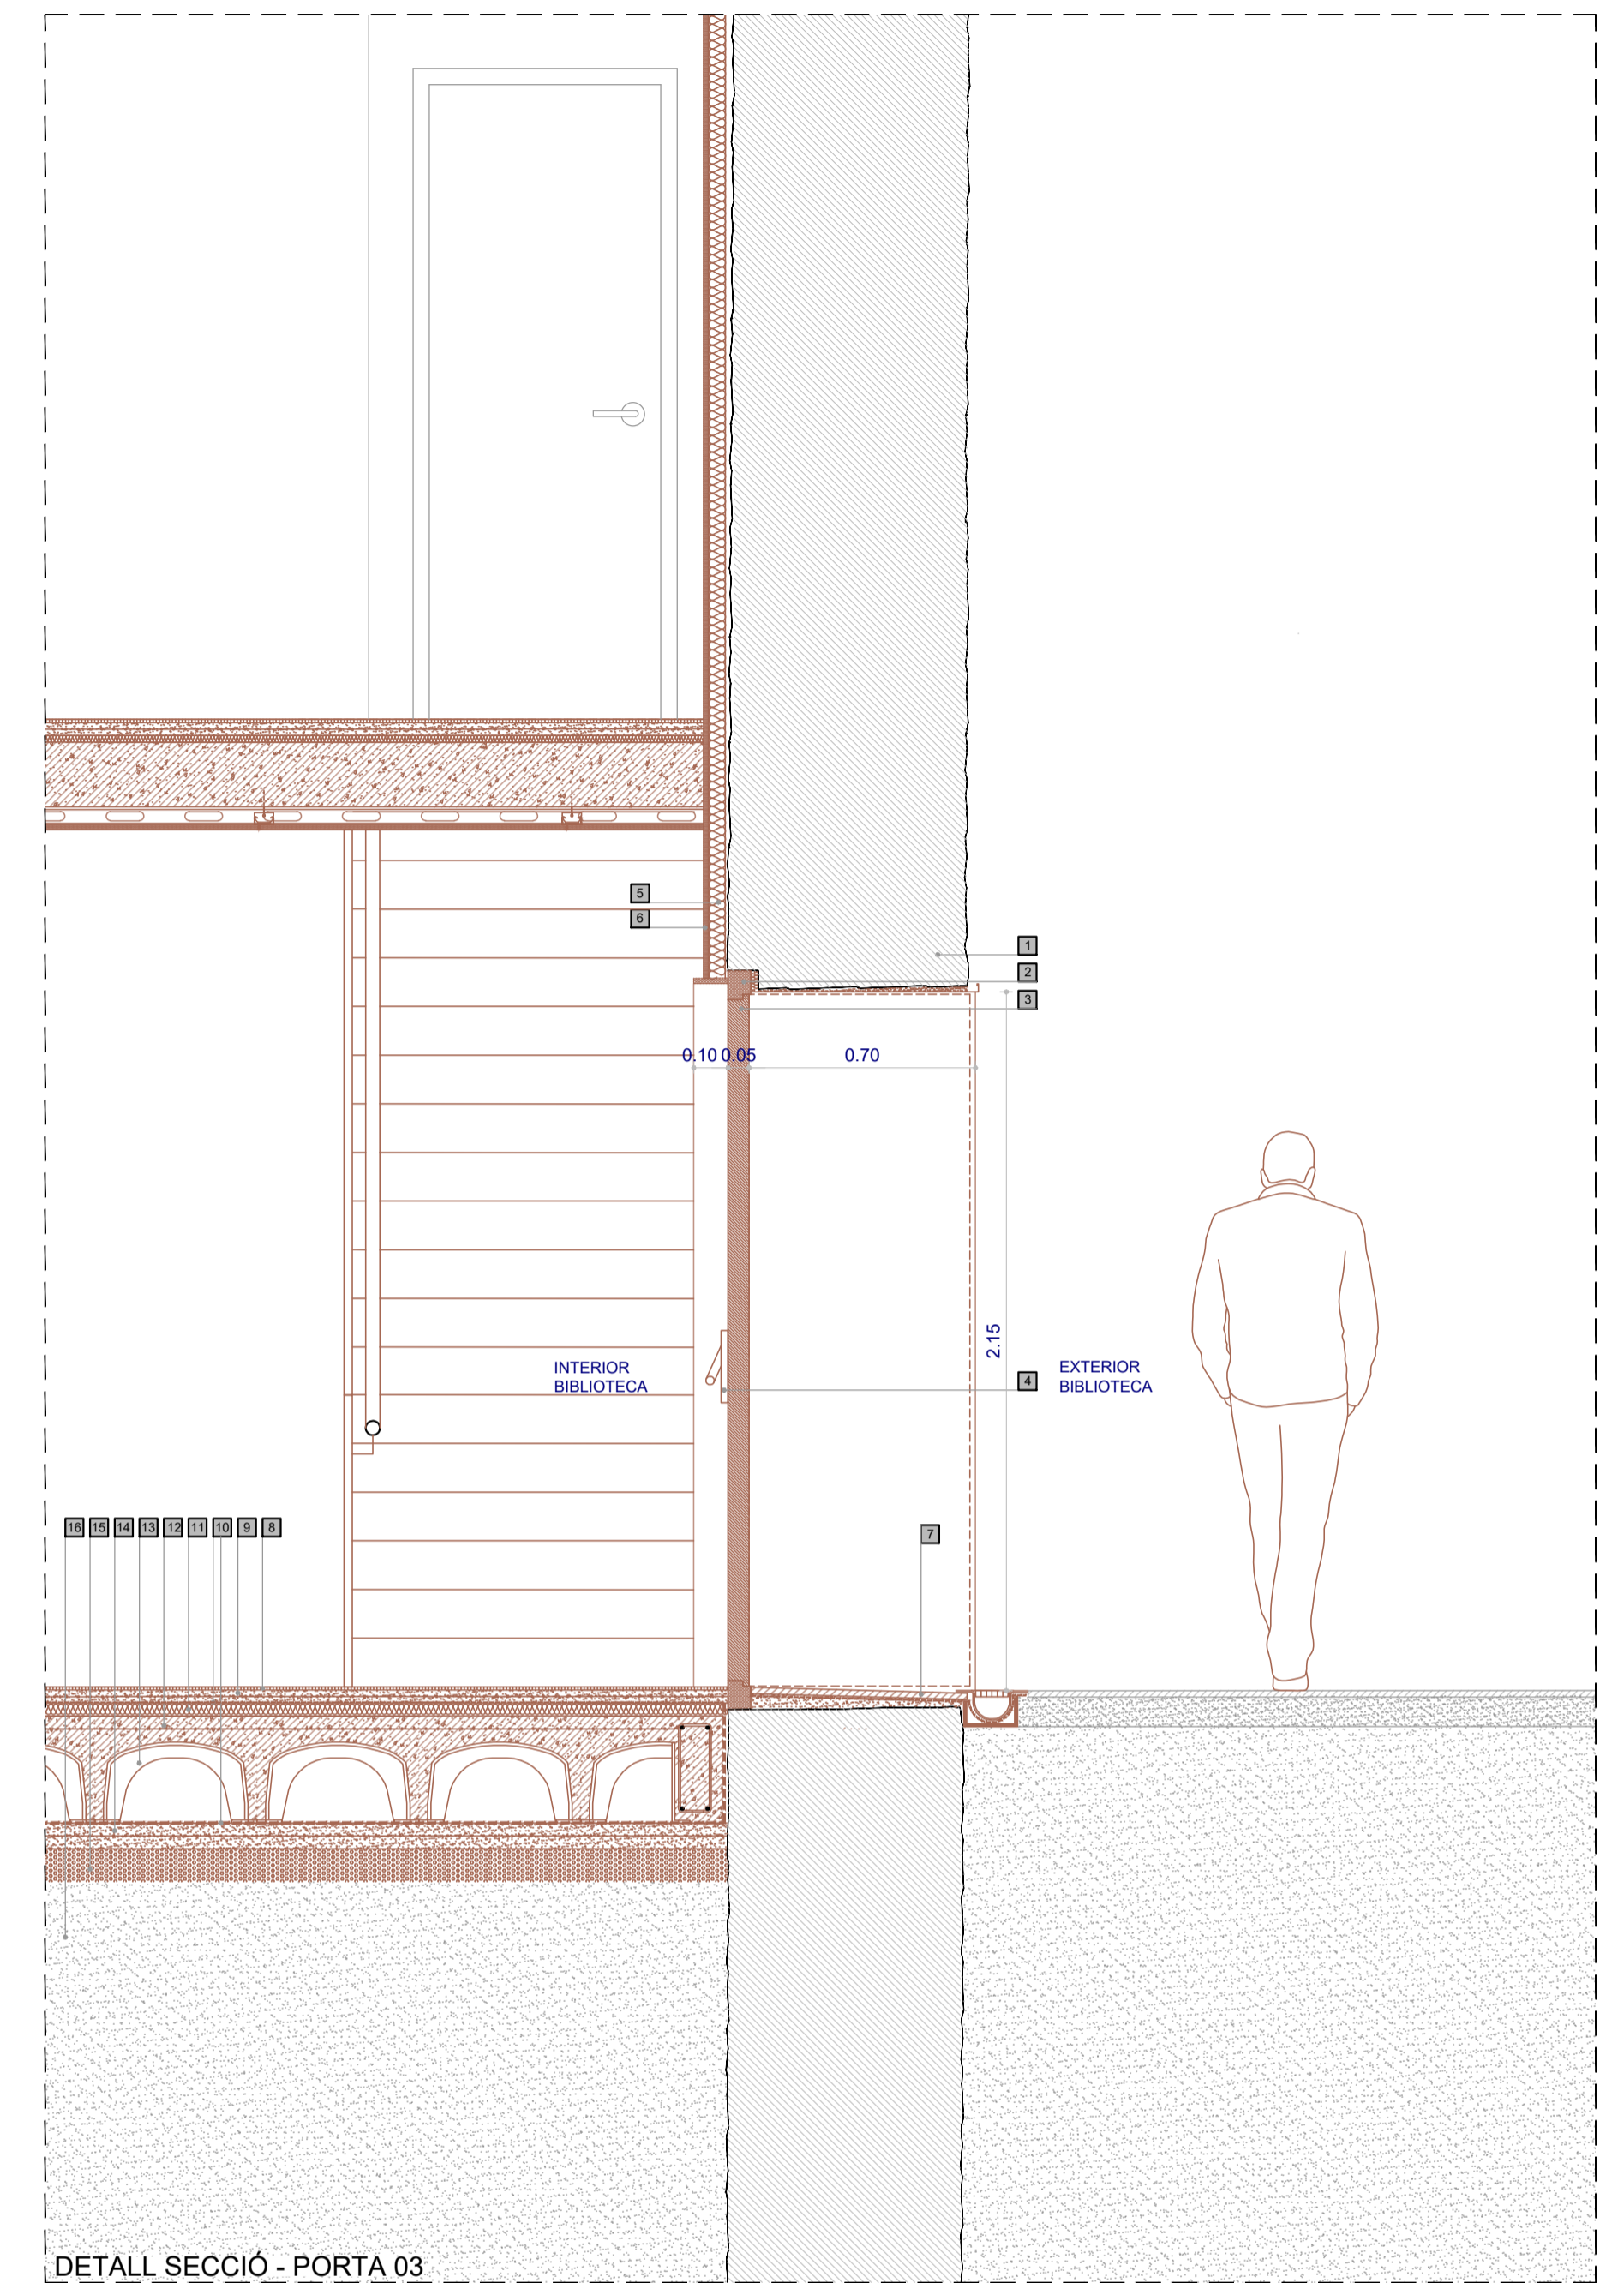 5
6
1
2
3
0.10 0.05 0.70
2.15
INTERIOR
BIBLIOTECA
4
EXTERIOR
BIBLIOTECA
16 15 14 13 12 11 10 9 8
7
DETALL SECCIÓ - PORTA 03